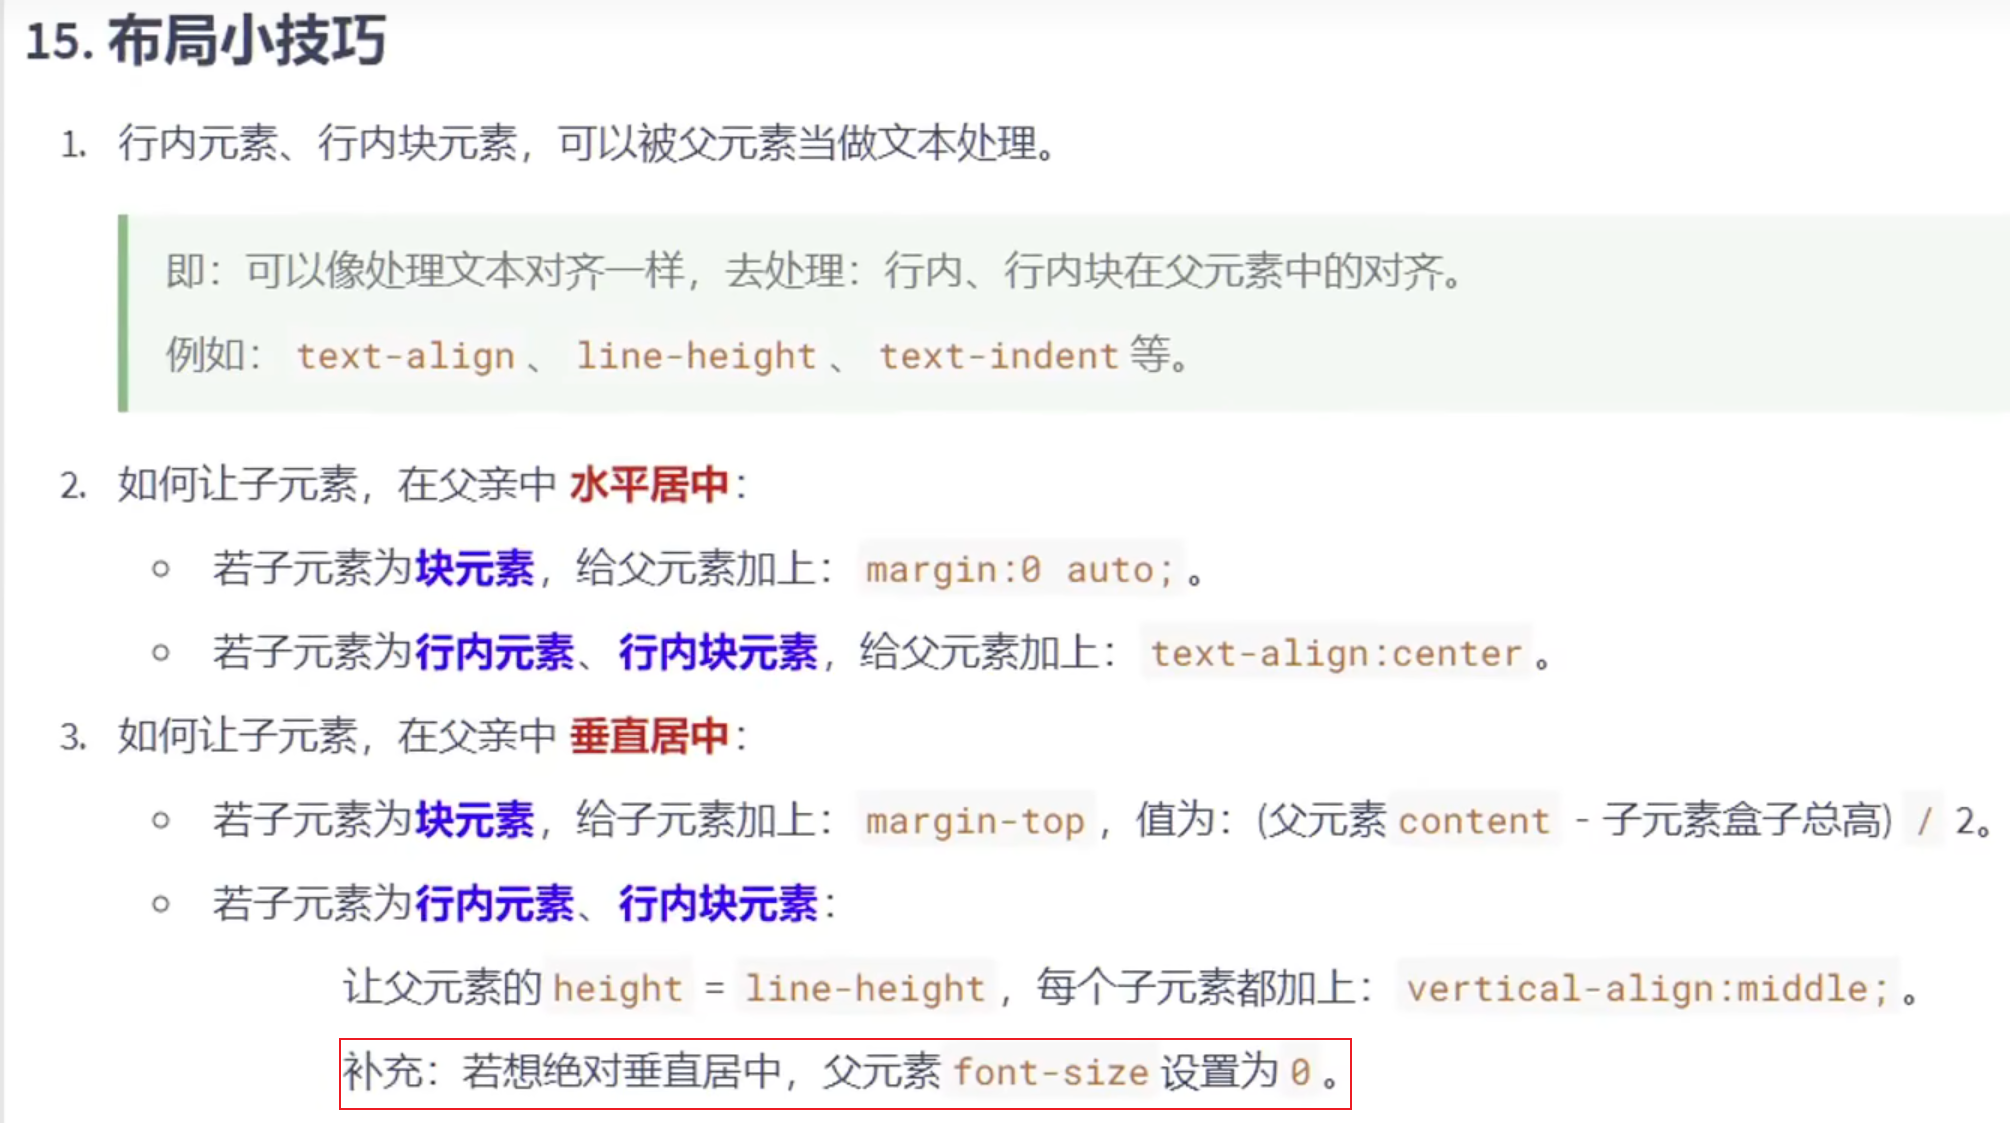 15. 布局小技巧
1. 行内元素、行内块元素，可以被父元素当做文本处理。
即：可以像处理文本对齐一样，去处理：行内、行内块在父元素中的对齐。
例如： text-align 、 line-height 、 text-indent 等。
2. 如何让子元素，在父亲中 水平居中：
若子元素为块元素，给父元素加上： margin:0 auto; 。
若子元素为行内元素、行内块元素，给父元素加上： text-align:center 。
3. 如何让子元素，在父亲中 垂直居中：
若子元素为块元素，给子元素加上： margin-top ，值为：(父元素 content - 子元素盒子总高) / 2。
若子元素为行内元素、行内块元素：
让父元素的 height = line-height ，每个子元素都加上： vertical-align:middle; 。
补充：若想绝对垂直居中，父元素 font-size 设置为 0 。